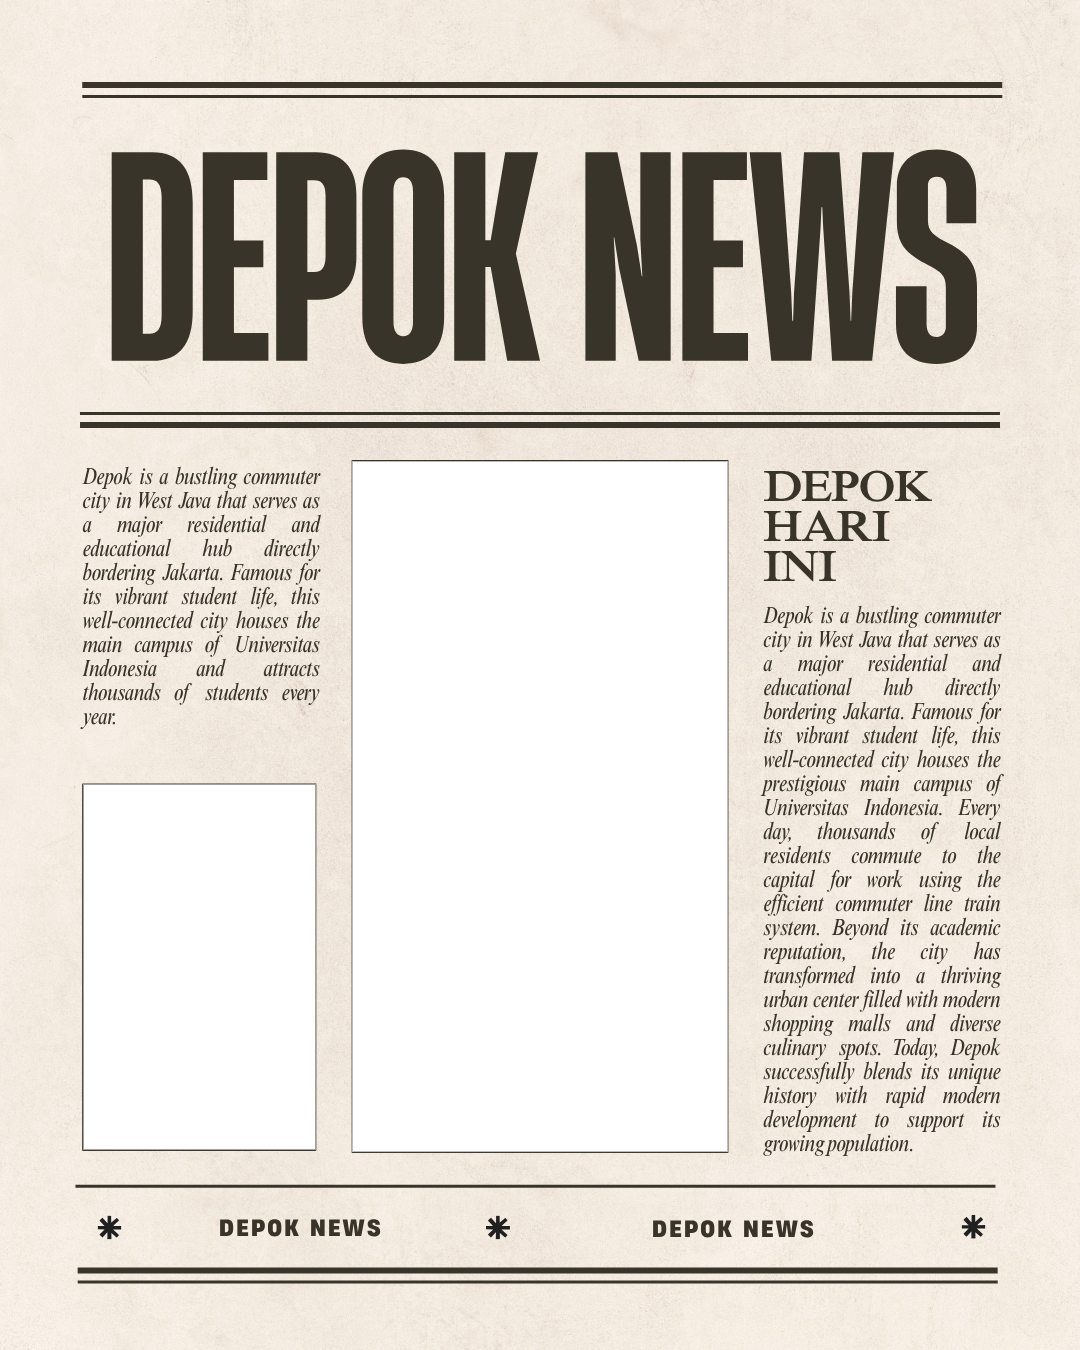 DEPOK NEWS
Depok is a bustling commuter
city in West Java that serves as
a major residential and
educational hub directly
bordering Jakarta. Famous for
its vibrant student life, this
well-connected city houses the
main campus of Universitas
Indonesia and attracts
thousands of students every
year.
DEPOK
HARI
INI
Depok is a bustling commuter
city in West Java that serves as
a major residential and
educational hub directly
bordering Jakarta. Famous for
its vibrant student life, this
well-connected city houses the
prestigious main campus of
Universitas Indonesia. Every
day, thousands of local
residents commute to the
capital for work using the
efficient commuter line train
system. Beyond its academic
reputation, the city has
transformed into a thriving
urban center filled with modern
shopping malls and diverse
culinary spots. Today, Depok
successfully blends its unique
history with rapid modern
development to support its
growing population.
DEPOK NEWS
DEPOK NEWS